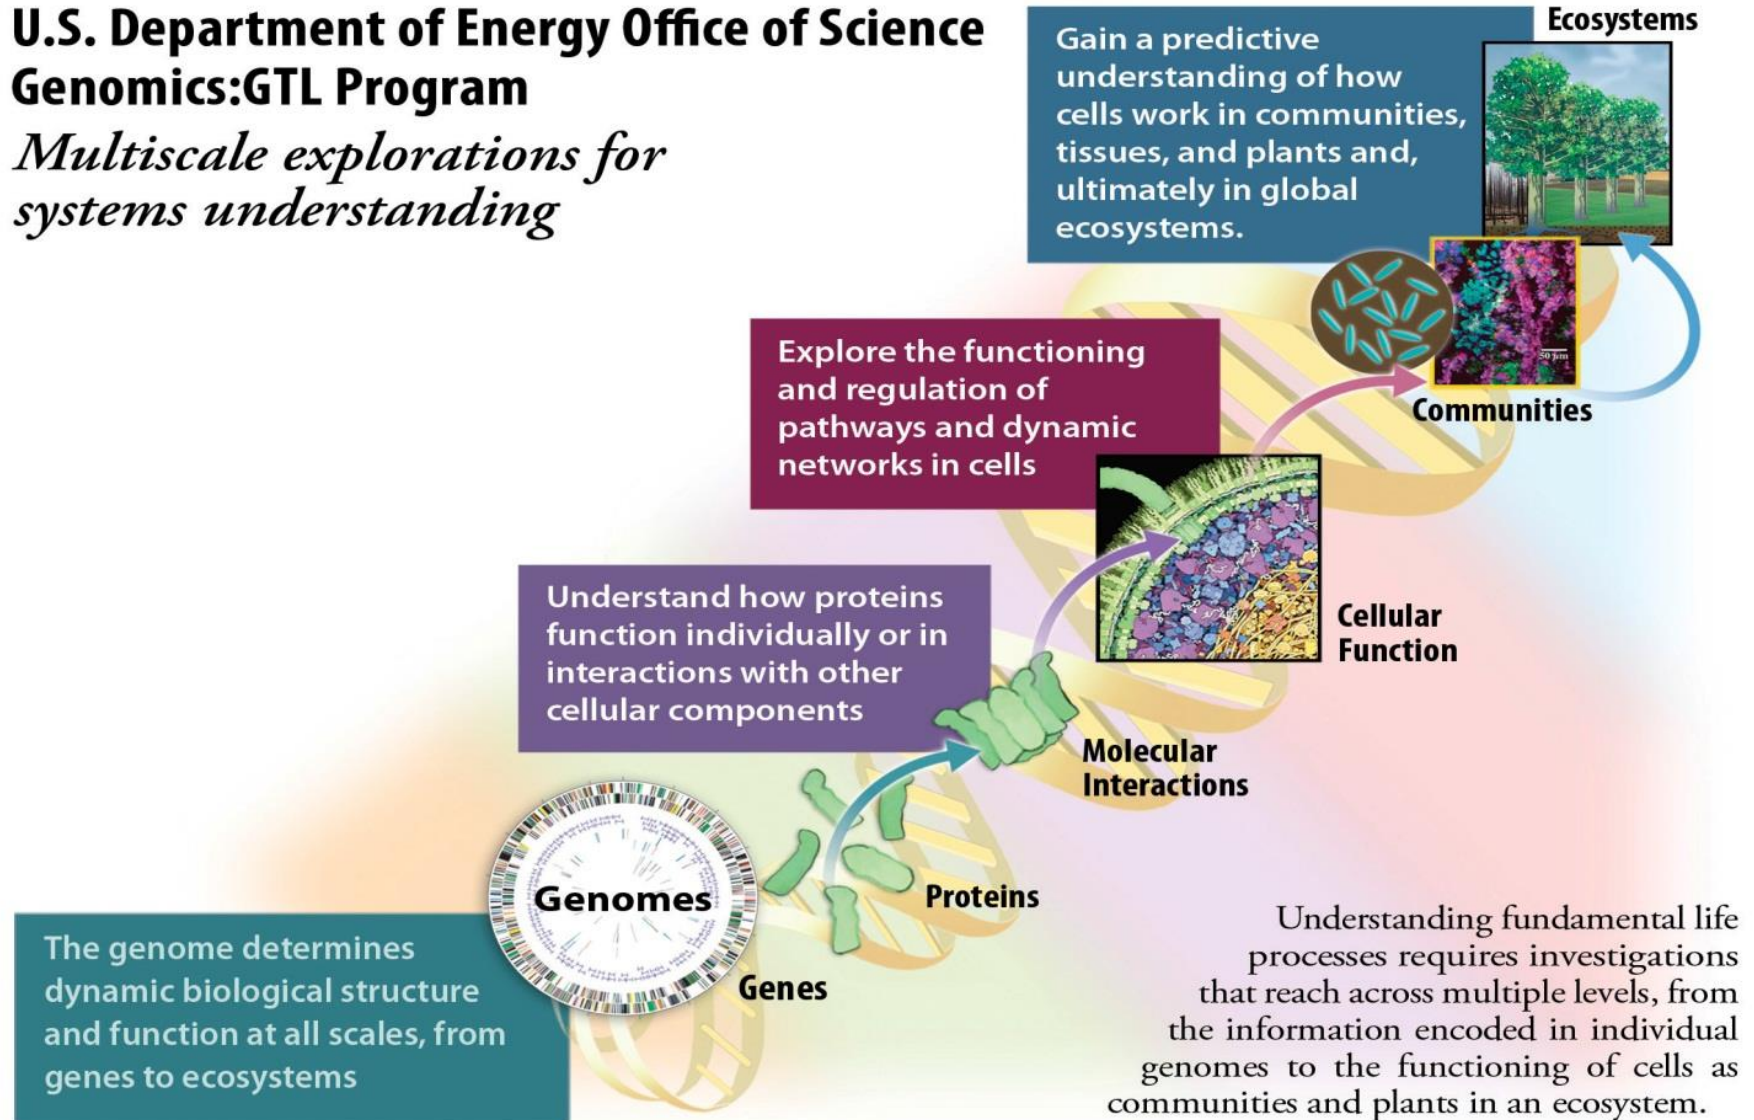 U.S. Department of Energy Office of Science
Genomics:GTL Program
Multiscale explorations for
systems understanding
Ecosystems
Gain a predictive
understanding of how
cells work in communities,
tissues, and plants and,
ultimately in global
ecosystems.
50 µm
Communities
Explore the functioning
and regulation of
pathways and dynamic
networks in cells
Cellular
Function
Understand how proteins
function individually or in
interactions with other
cellular components
Molecular
Interactions
Genomes
Proteins
Genes
The genome determines
dynamic biological structure
and function at all scales, from
genes to ecosystems
Understanding fundamental life
processes requires investigations
that reach across multiple levels, from
the information encoded in individual
genomes to the functioning of cells as
communities and plants in an ecosystem.